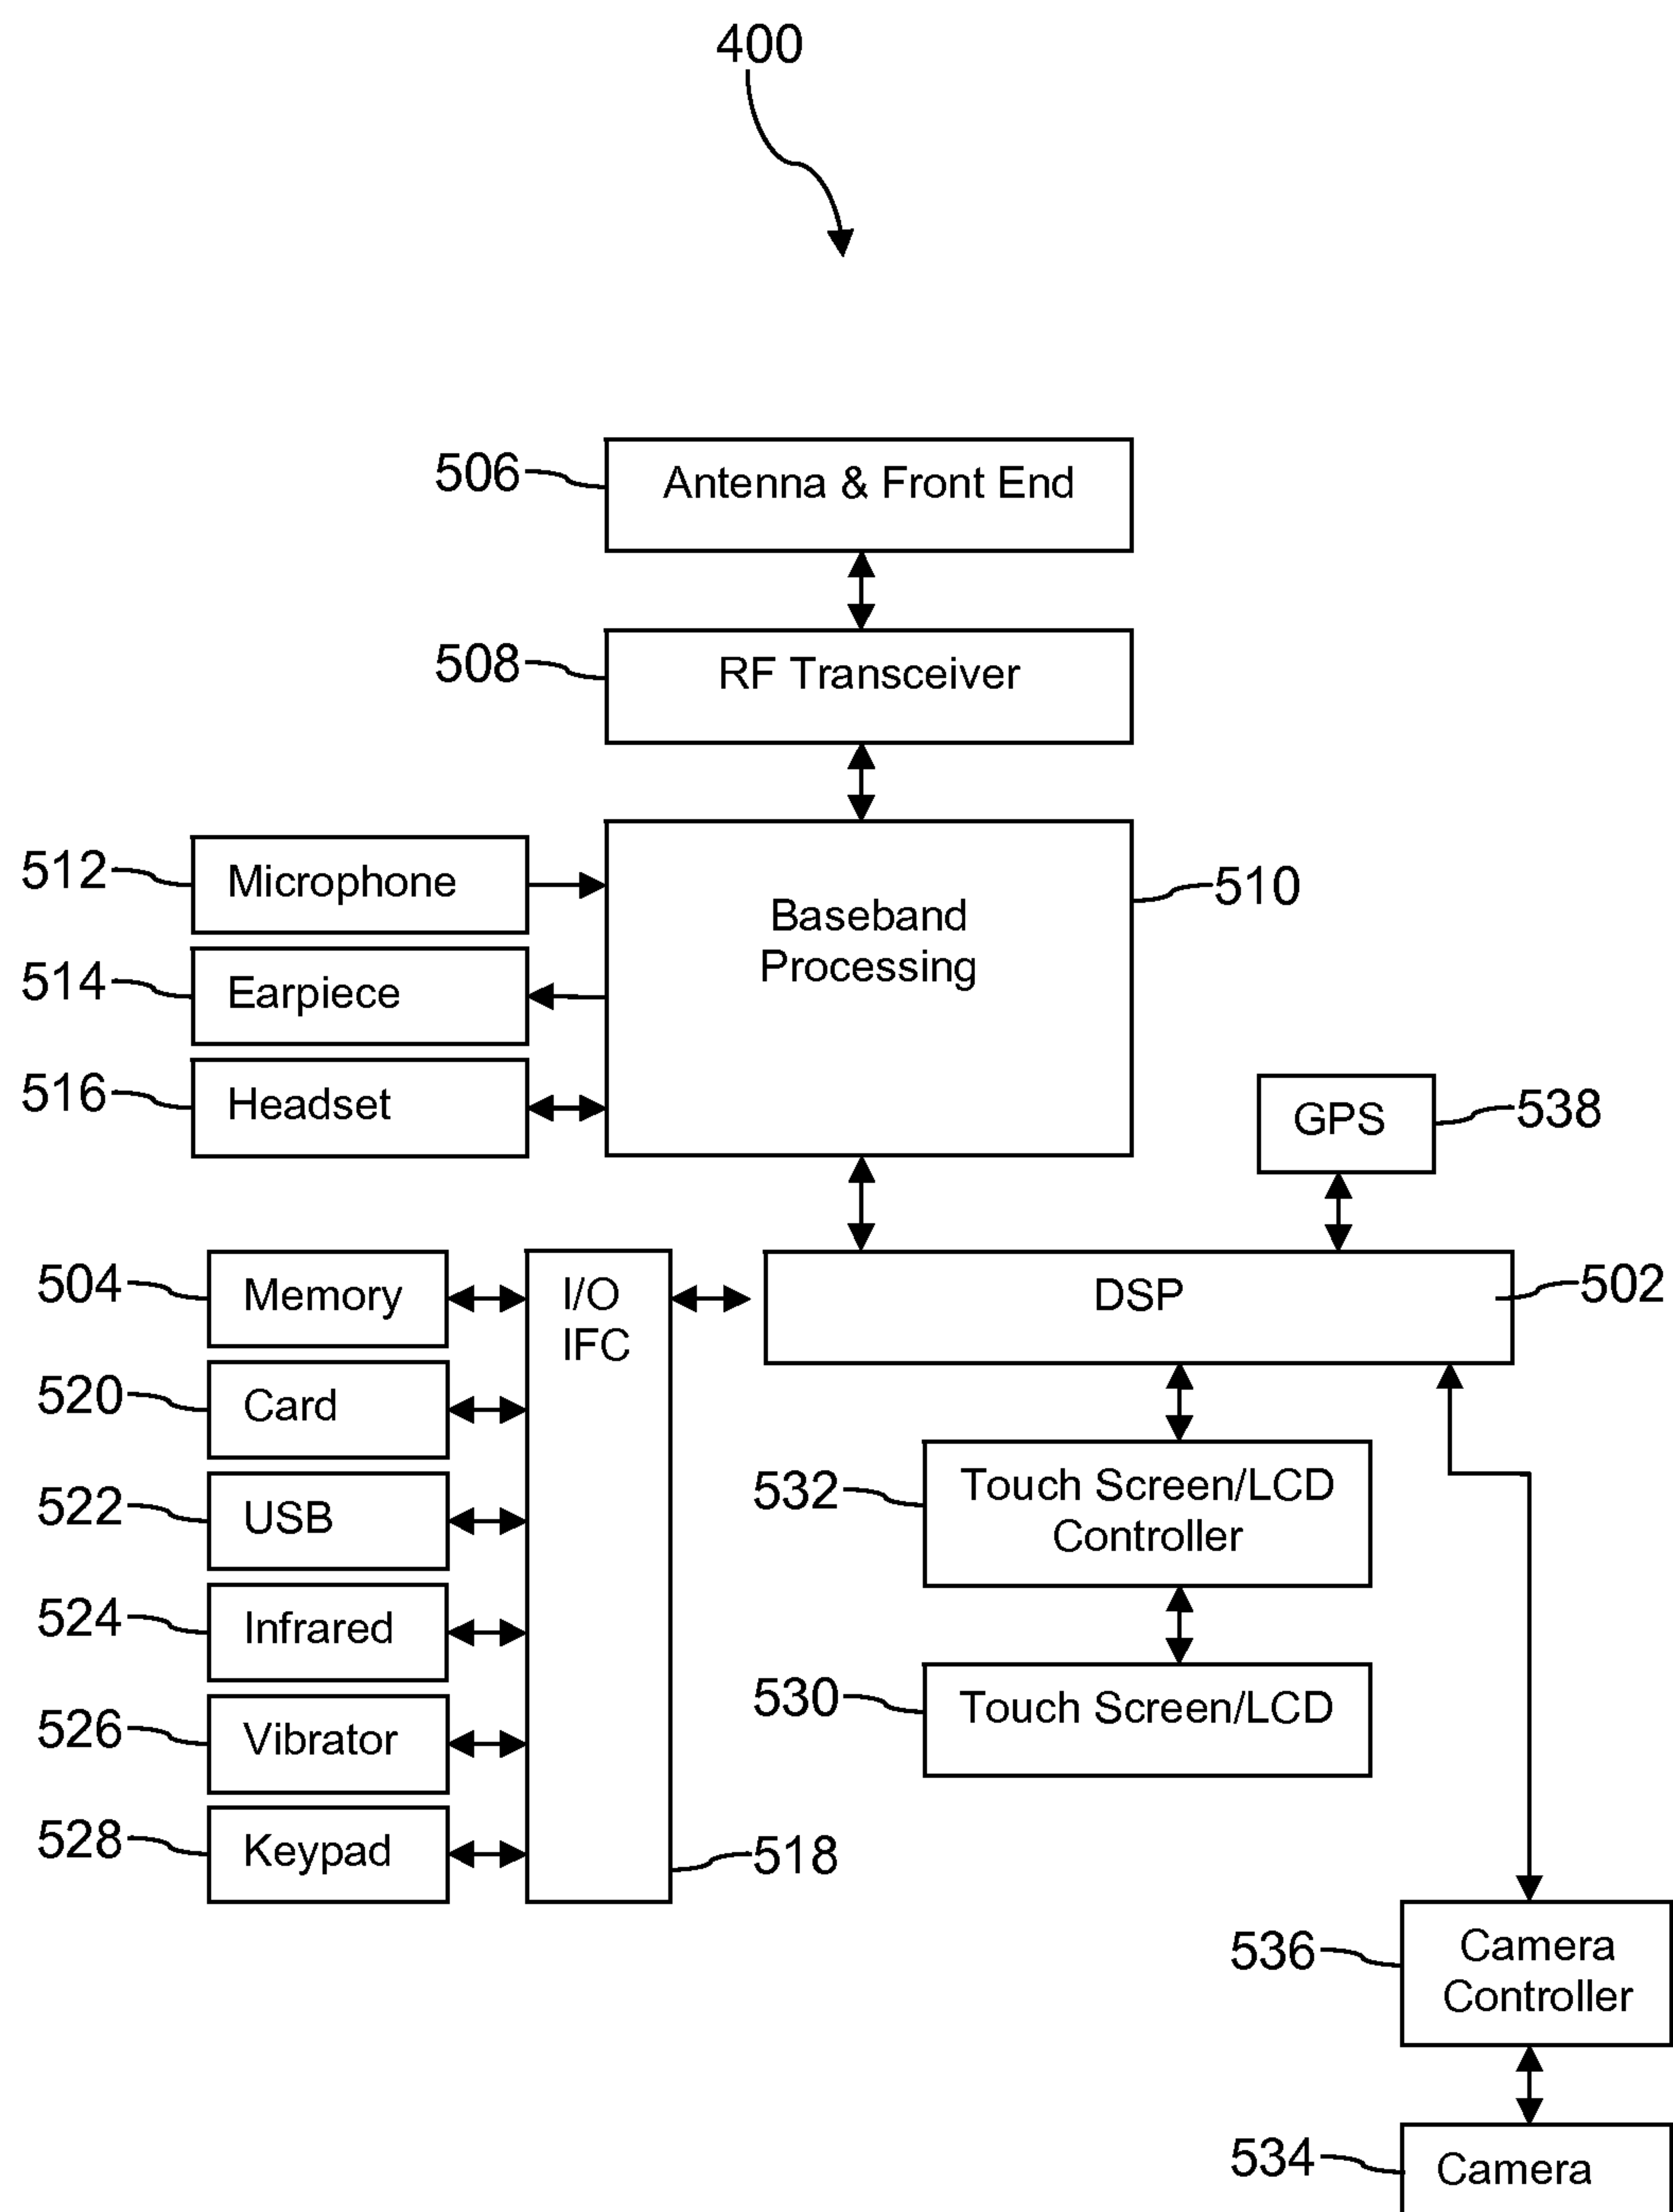 400
506
Antenna & Front End
508
RF Transceiver
512
Microphone
Baseband
Processing
510
514
Earpiece
516
Headset
GPS
538
504
Memory
I/O
IFC
DSP
502
520
Card
522
USB
532
Touch Screen/LCD
Controller
524
Infrared
526
Vibrator
530
Touch Screen/LCD
528
Keypad
518
536
Camera
Controller
534
Camera